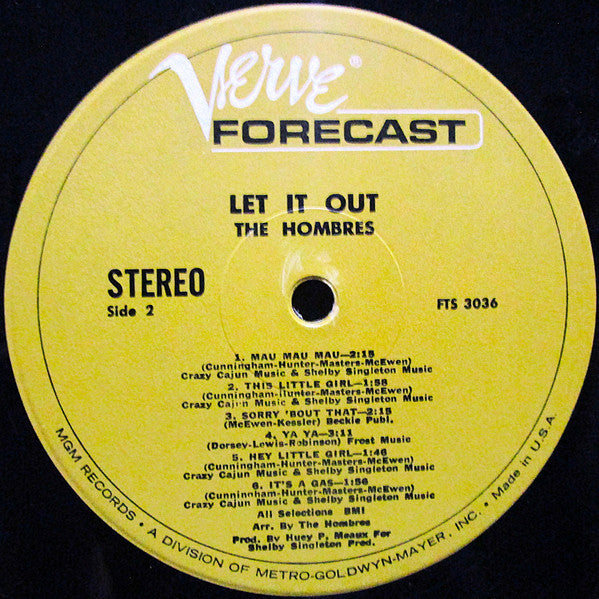 Verve®
FORECAST
LET IT OUT
THE HOMBRES
STEREO
Side 2
FTS 3036
1. MAU MAU MAU—2:15
(Cunningham-Hunter-Masters-McEwen)
Crazy Cajun Music & Shelby Singleton Music
2. THIS LITTLE GIRL—1:58
(Cunningham-Hunter-Masters-McEwen)
Crazy Cajun Music & Shelby Singleton Music
3. SORRY 'BOUT THAT—2:15
(McEwen-Kessler) Beckie Publ.
4. YA YA—3:11
(Dorsey-Lewis-Robinson) Frost Music
5. HEY LITTLE GIRL—1:46
(Cunningham-Hunter-Masters-McEwen)
Crazy Cajun Music & Shelby Singleton Music
6. IT'S A GAS—1:56
(Cunningham-Hunter-Masters-McEwen)
Crazy Cajun Music & Shelby Singleton Music
All Selections BMI
Arr. By The Hombres
Prod. By Huey P. Meaux For
Shelby Singleton Prod.
MGM RECORDS • A DIVISION OF METRO-GOLDWYN-MAYER, INC. • Made in U.S.A.